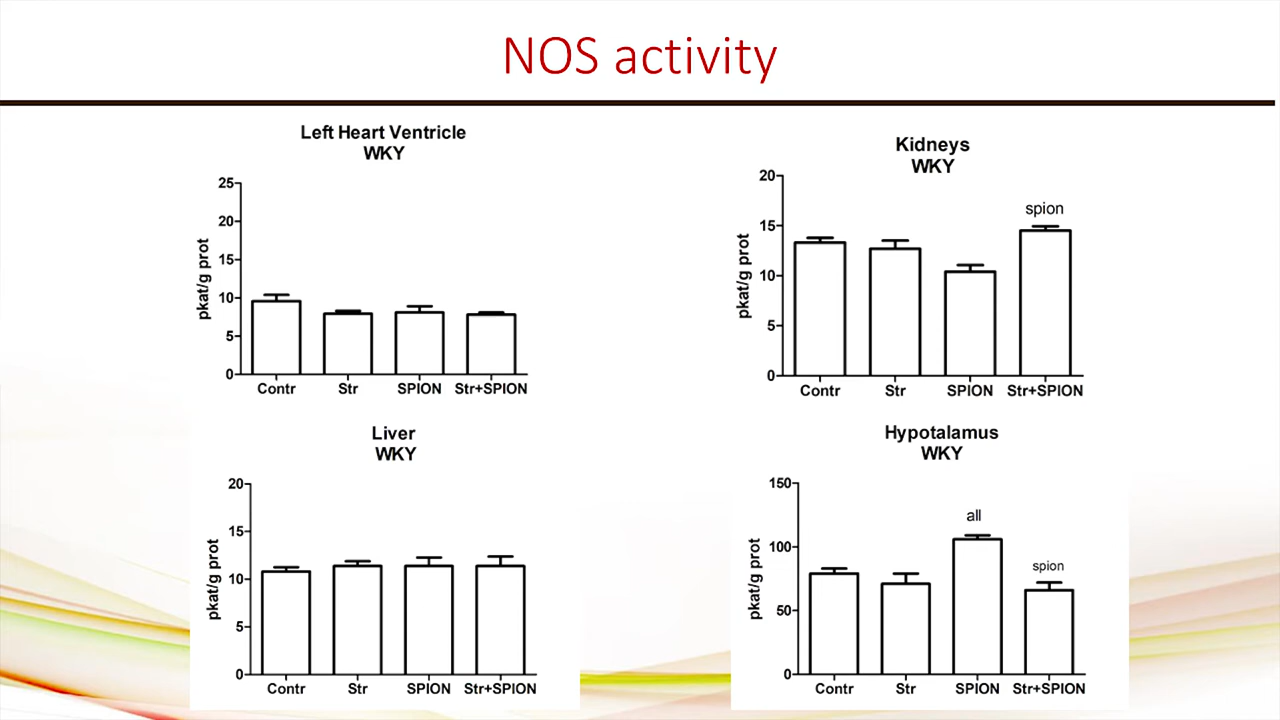 NOS activity
Left Heart Ventricle
WKY
25
20
15
10
5
0
pkat/g prot
Contr Str SPION Str+SPION
Kidneys
WKY
20
15
10
5
0
pkat/g prot
spion
Contr Str SPION Str+SPION
Liver
WKY
20
15
10
5
0
pkat/g prot
Contr Str SPION Str+SPION
Hypotalamus
WKY
150
100
50
0
pkat/g prot
all
spion
Contr Str SPION Str+SPION